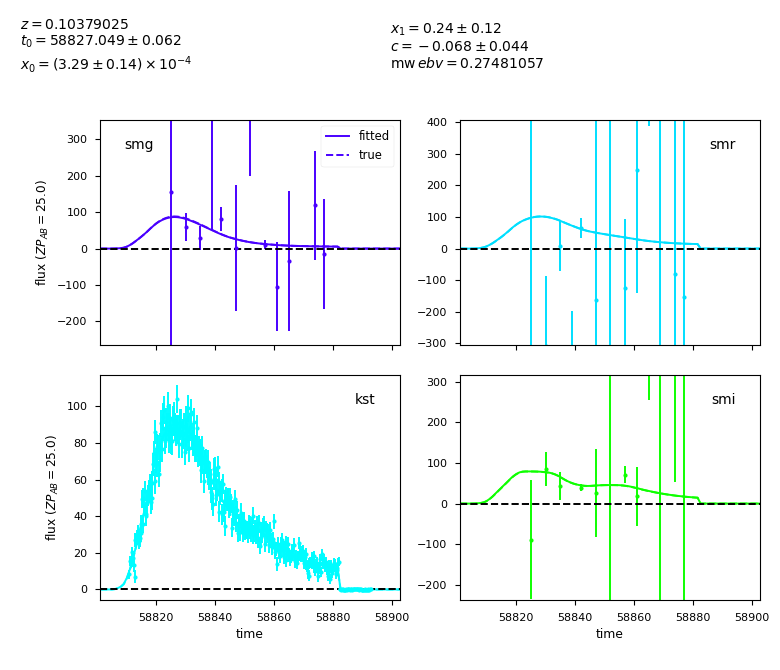 z = 0.10379025
t₀ = 58827.049 ± 0.062
x₀ = (3.29 ± 0.14) × 10⁻⁴
x₁ = 0.24 ± 0.12
c = −0.068 ± 0.044
mw ebv = 0.27481057
smg
fitted
true
300
200
100
0
−100
−200
flux (ZP_AB = 25.0)
smr
400
300
200
100
0
−100
−200
−300
kst
100
80
60
40
20
0
flux (ZP_AB = 25.0)
58820 58840 58860 58880 58900
time
smi
300
200
100
0
−100
−200
58820 58840 58860 58880 58900
time